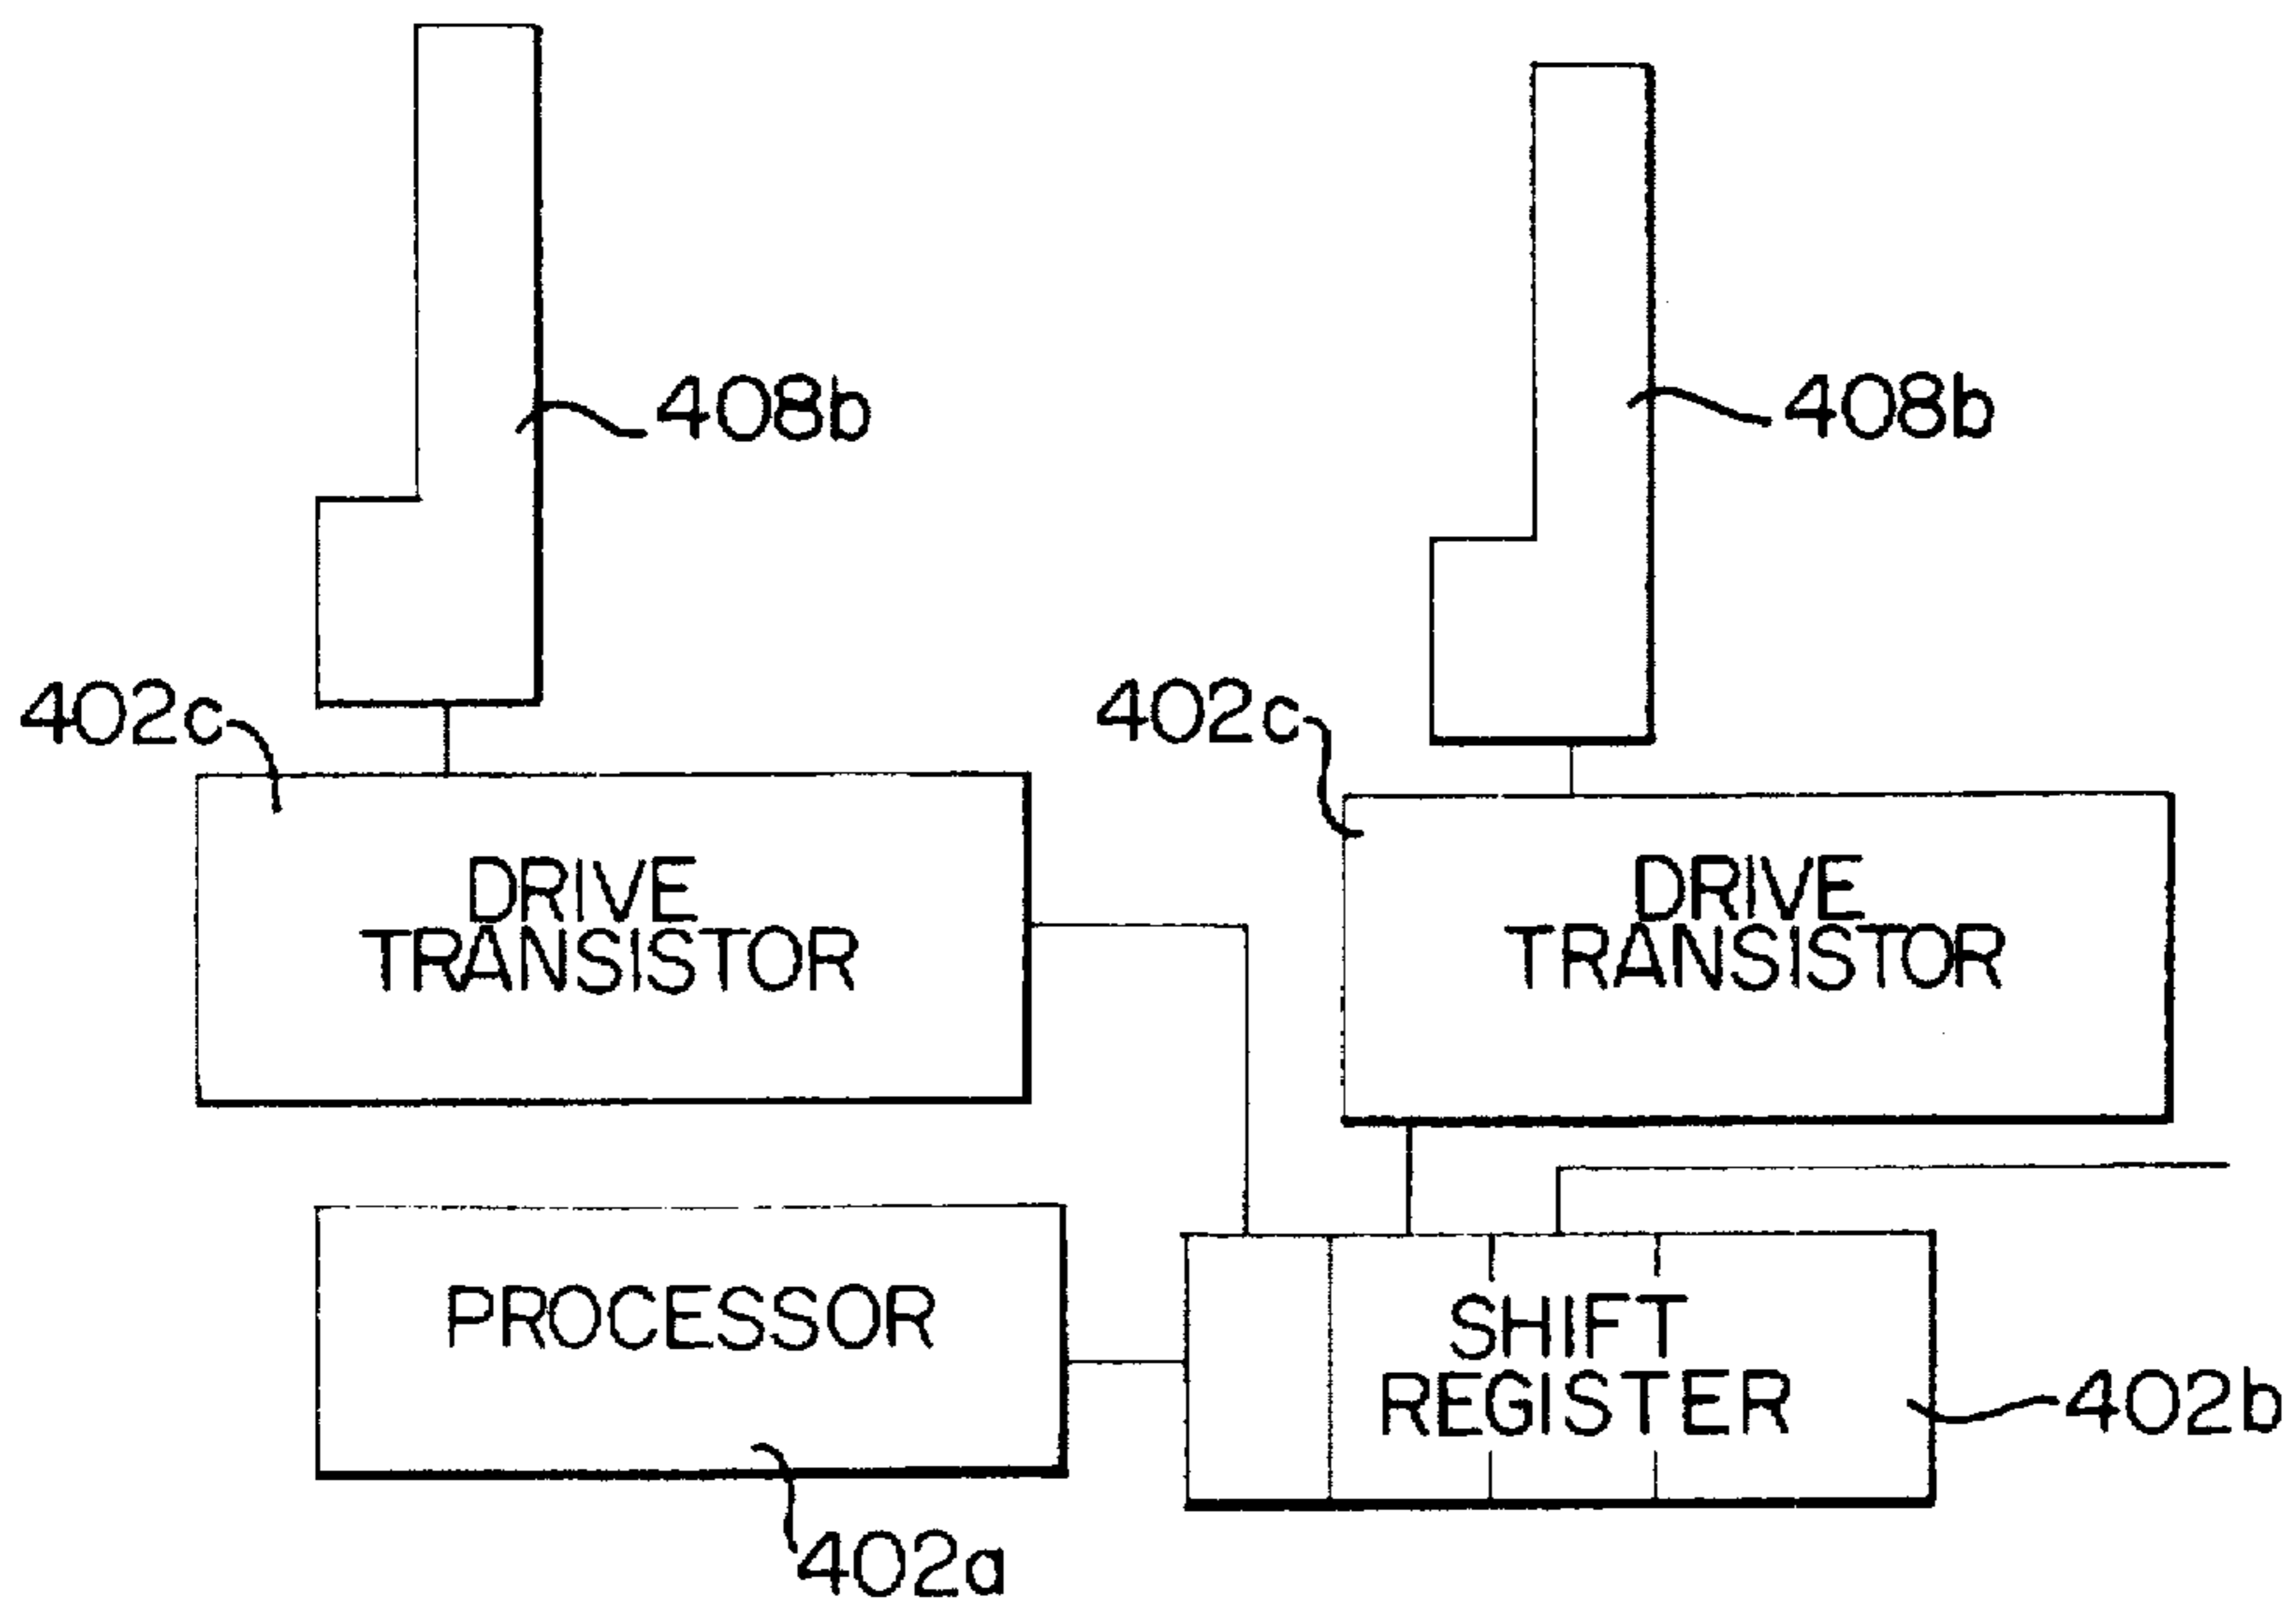 408b
408b
402c
402c
DRIVE
TRANSISTOR
DRIVE
TRANSISTOR
PROCESSOR
SHIFT
REGISTER
402b
402a